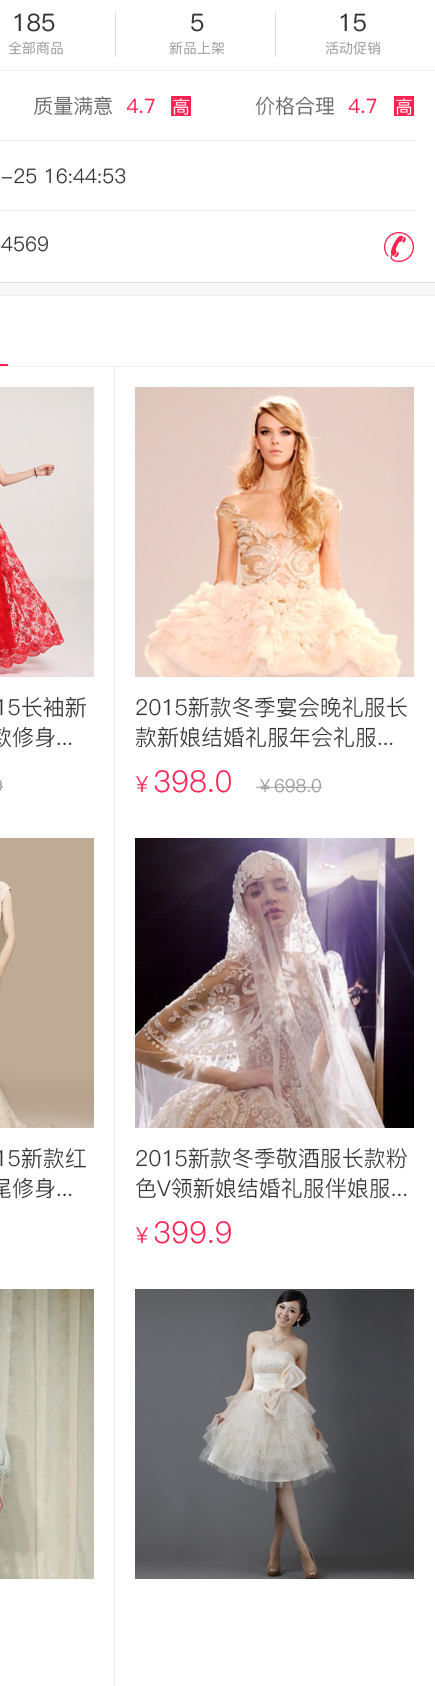 185 5 15
全部商品 新品上架 活动促销
质量满意 4.7 高 价格合理 4.7 高
-25 16:44:53
4569
15长袖新 2015新款冬季宴会晚礼服长
款修身... 款新娘结婚礼服年会礼服...
¥398.0 ¥698.0
15新款红 2015新款冬季敬酒服长款粉
尾修身... 色V领新娘结婚礼服伴娘服...
¥399.9